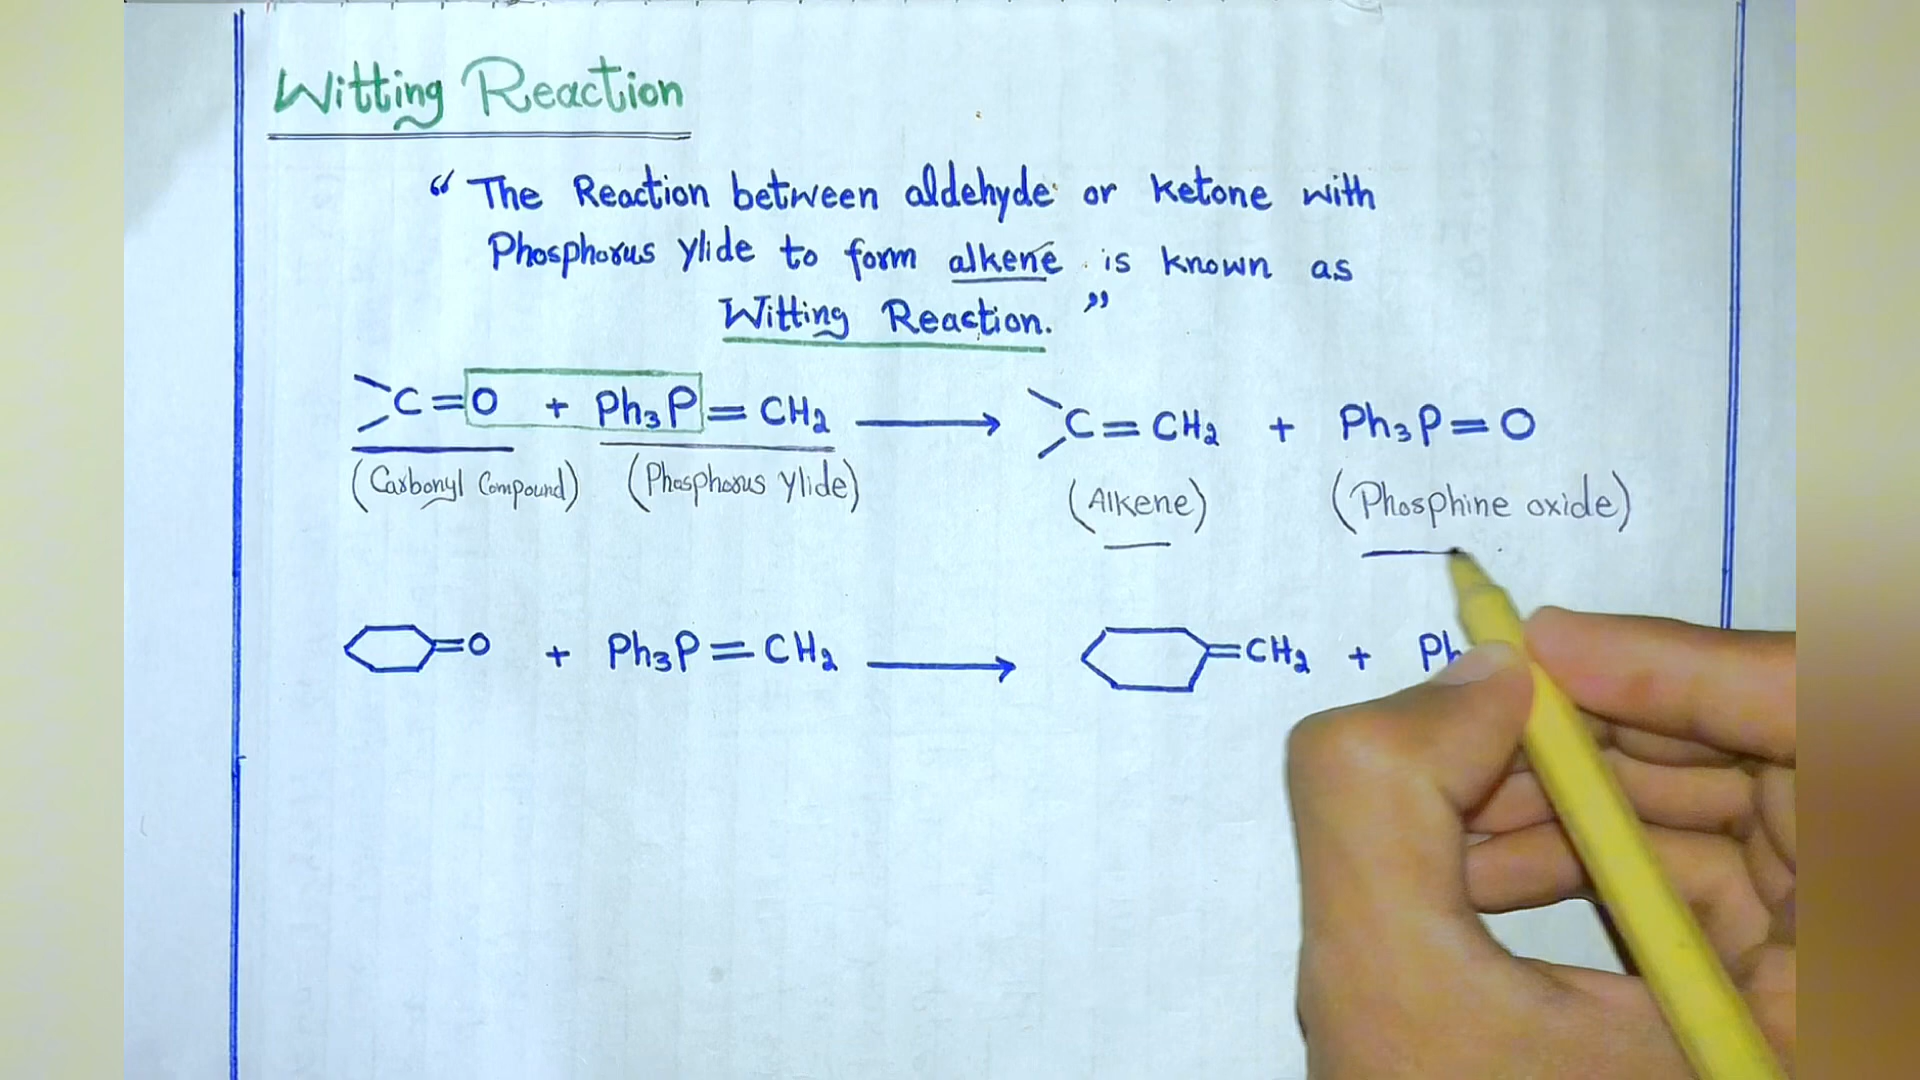 Witting Reaction
“ The Reaction between aldehyde or Ketone with
Phosphorus ylide to form alkene is known as
Witting Reaction. ”
C=O + Ph₃P=CH₂ ⟶ C=CH₂ + Ph₃P=O
(Carbonyl Compound) (Phosphorus ylide) (Alkene) (Phosphine oxide)
=O + Ph₃P=CH₂ ⟶ =CH₂ + Ph